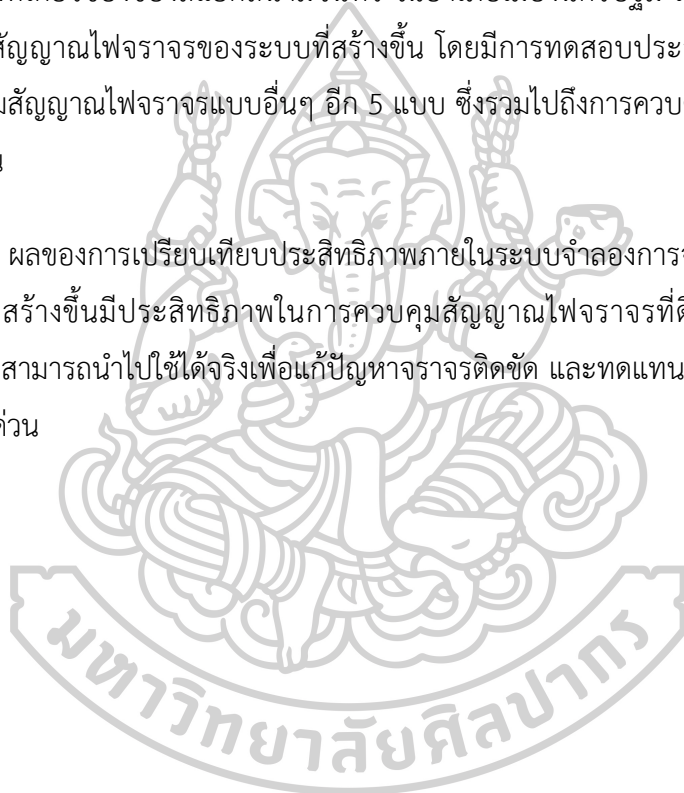 สัญญาณไฟจราจรของระบบที่สร้างขึ้น โดยมีการทดสอบประ
มสัญญาณไฟจราจรแบบอื่นๆ อีก 5 แบบ ซึ่งรวมไปถึงการควบ
น
ผลของการเปรียบเทียบประสิทธิภาพภายในระบบจำลองการจ
สร้างขึ้นมีประสิทธิภาพในการควบคุมสัญญาณไฟจราจรที่ดี
สามารถนำไปใช้ได้จริงเพื่อแก้ปัญหาจราจรติดขัด และทดแทน
ด่วน
มหาวิทยาลัยศิลปากร